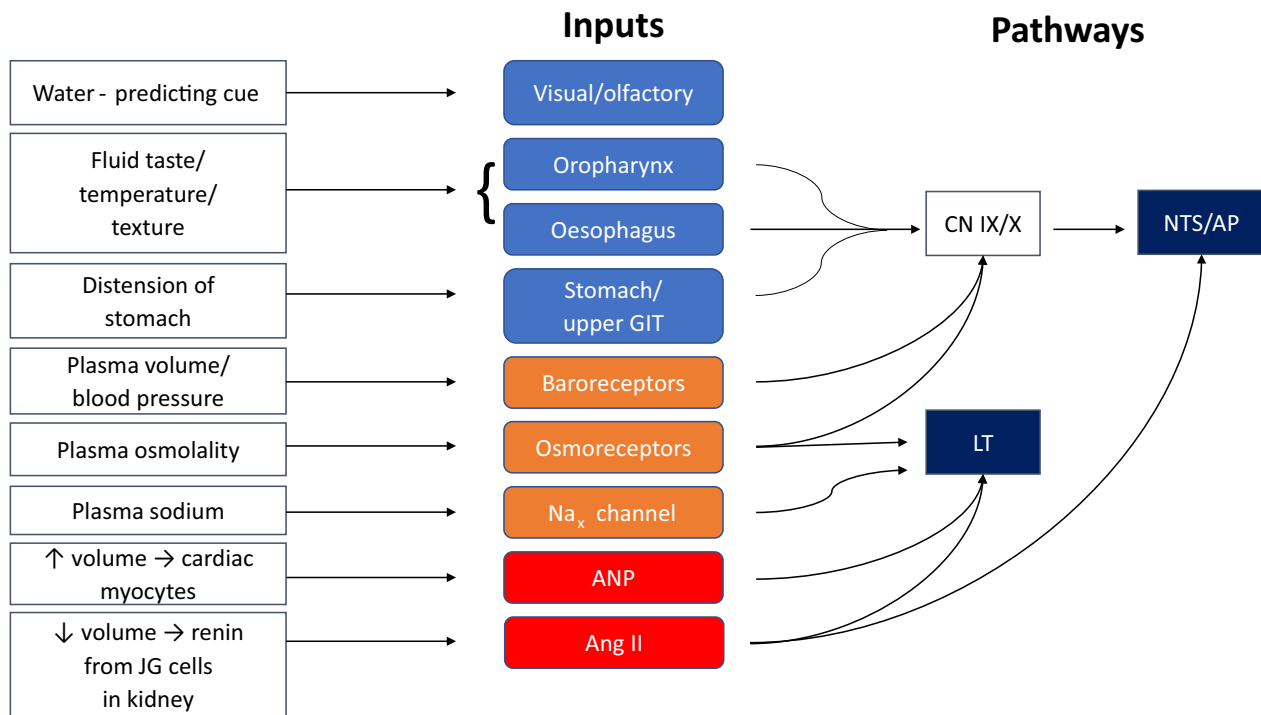 Inputs
Pathways
Water - predicting cue
Visual/olfactory
Fluid taste/
temperature/
texture
{
Oropharynx
Oesophagus
CN IX/X
NTS/AP
Distension of
stomach
Stomach/
upper GIT
Plasma volume/
blood pressure
Baroreceptors
Plasma osmolality
Osmoreceptors
LT
Plasma sodium
Naₓ channel
↑ volume → cardiac
myocytes
ANP
↓ volume → renin
from JG cells
in kidney
Ang II